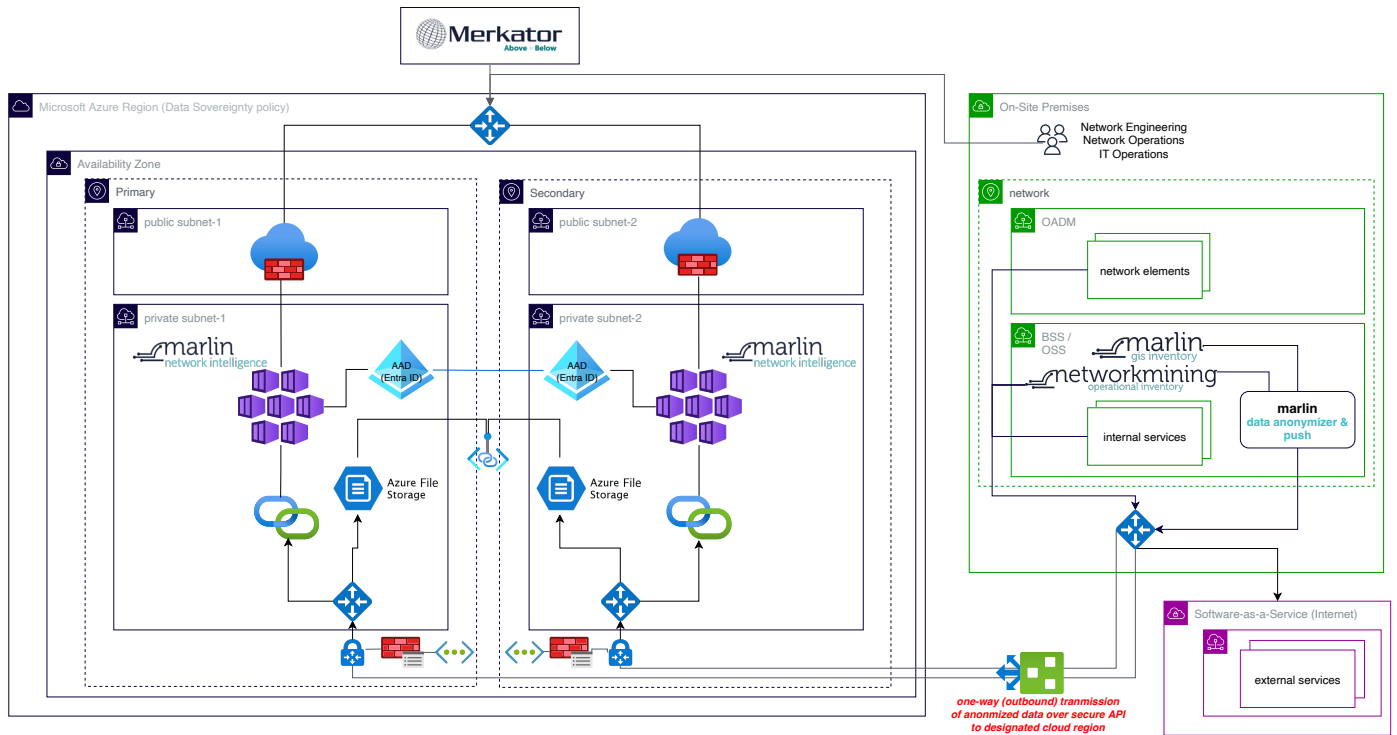 Merkator
Above - Below
Microsoft Azure Region (Data Sovereignty policy)
Availability Zone
Primary
public subnet-1
private subnet-1
marlin
network intelligence
AAD
(Entra ID)
Azure File
Storage
Secondary
public subnet-2
private subnet-2
AAD
(Entra ID)
marlin
network intelligence
Azure File
Storage
On-Site Premises
Network Engineering
Network Operations
IT Operations
network
OADM
network elements
BSS /
OSS
marlin
gis inventory
networkmining
operational inventory
internal services
marlin
data anonymizer &
push
one-way (outbound) tranmission
of anonmized data over secure API
to designated cloud region
Software-as-a-Service (Internet)
external services